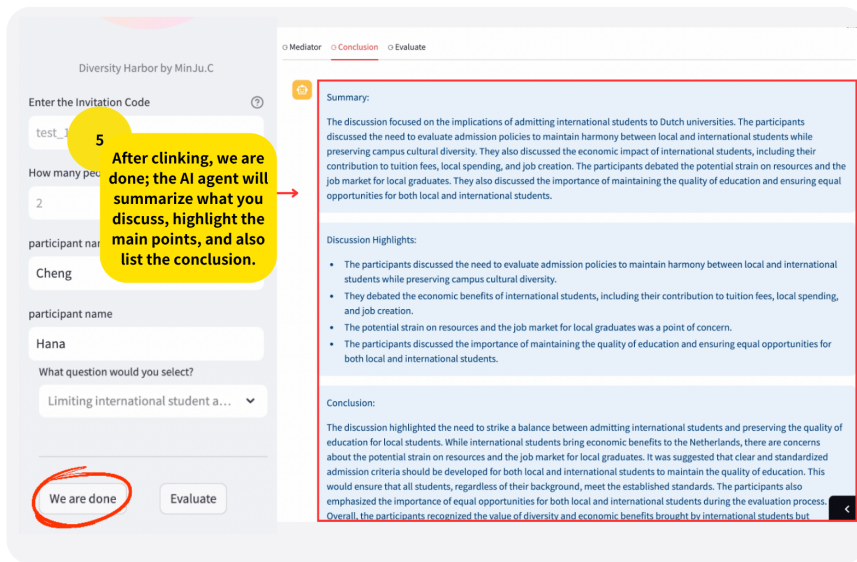 Diversity Harbor by MinJu.C
Enter the Invitation Code
test_1
How many peo
2
participant nam
Cheng
participant name
Hana
What question would you select?
Limiting international student a...
We are done
Evaluate
5
After clinking, we are
done; the AI agent will
summarize what you
discuss, highlight the
main points, and also
list the conclusion.
Mediator
Conclusion
Evaluate
Summary:
The discussion focused on the implications of admitting international students to Dutch universities. The participants
discussed the need to evaluate admission policies to maintain harmony between local and international students while
preserving campus cultural diversity. They also discussed the economic impact of international students, including their
contribution to tuition fees, local spending, and job creation. The participants debated the potential strain on resources and the
job market for local graduates. They also discussed the importance of maintaining the quality of education and ensuring equal
opportunities for both local and international students.
Discussion Highlights:
• The participants discussed the need to evaluate admission policies to maintain harmony between local and international
students while preserving campus cultural diversity.
• They debated the economic benefits of international students, including their contribution to tuition fees, local spending,
and job creation.
• The potential strain on resources and the job market for local graduates was a point of concern.
• The participants discussed the importance of maintaining the quality of education and ensuring equal opportunities for
both local and international students.
Conclusion:
The discussion highlighted the need to strike a balance between admitting international students and preserving the quality of
education for local students. While international students bring economic benefits to the Netherlands, there are concerns
about the potential strain on resources and the job market for local graduates. It was suggested that clear and standardized
admission criteria should be developed for both local and international students to maintain the quality of education. This
would ensure that all students, regardless of their background, meet the established standards. The participants also
emphasized the importance of equal opportunities for both local and international students during the evaluation process.
Overall, the participants recognized the value of diversity and economic benefits brought by international students but